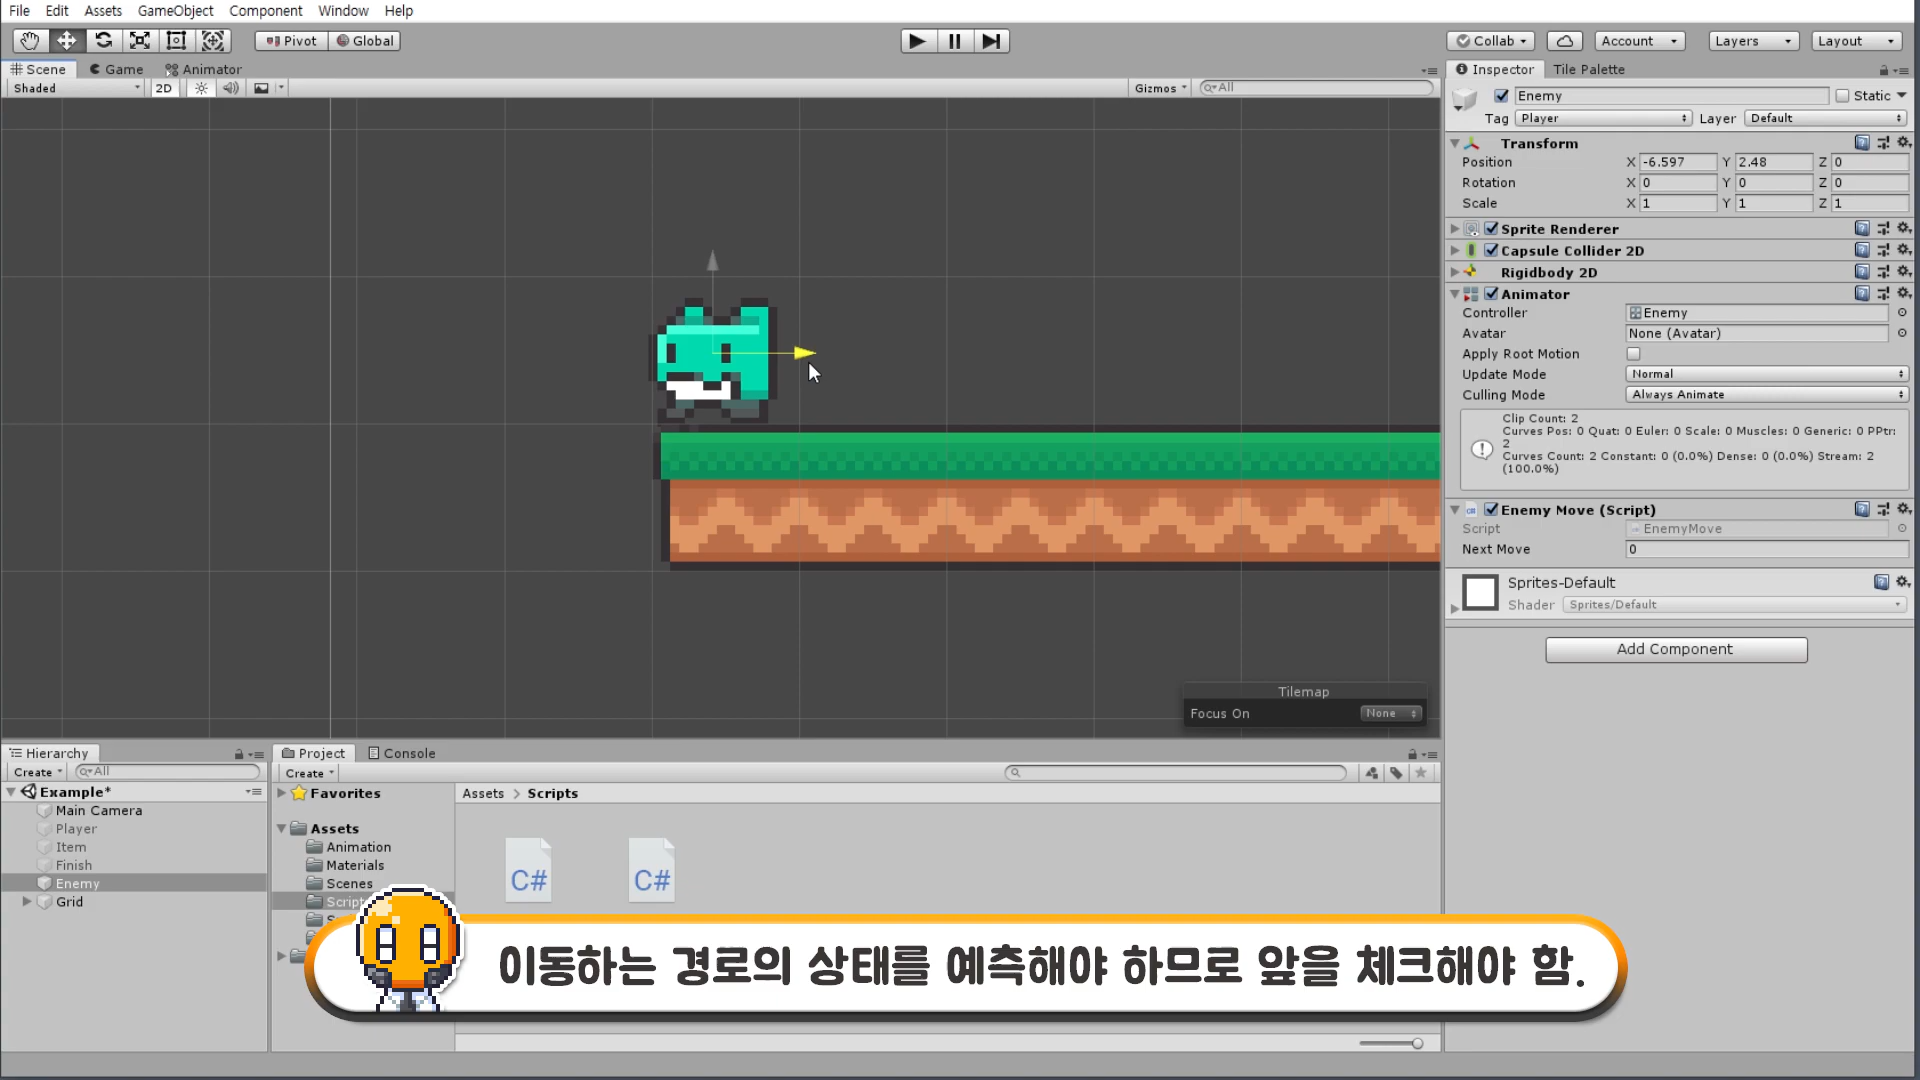 File Edit Assets GameObject Component Window Help
Pivot Global
Collab Account Layers Layout
Scene Game Animator
Shaded 2D Gizmos All
Inspector Tile Palette
Enemy Static
Tag Player Layer Default
Transform
Position X -6.597 Y 2.48 Z 0
Rotation X 0 Y 0 Z 0
Scale X 1 Y 1 Z 1
Sprite Renderer
Capsule Collider 2D
Rigidbody 2D
Animator
Controller Enemy
Avatar None (Avatar)
Apply Root Motion
Update Mode Normal
Culling Mode Always Animate
Clip Count: 2
Curves Pos: 0 Quat: 0 Euler: 0 Scale: 0 Muscles: 0 Generic: 0 PPtr:
2
Curves Count: 2 Constant: 0 (0.0%) Dense: 0 (0.0%) Stream: 2
(100.0%)
Enemy Move (Script)
Script EnemyMove
Next Move 0
Sprites-Default
Shader Sprites/Default
Add Component
Tilemap
Focus On None
Hierarchy
Create All
Example*
Main Camera
Player
Item
Finish
Enemy
Grid
Project Console
Create
Favorites
Assets
Animation
Materials
Scenes
Assets > Scripts
C# C#
이동하는 경로의 상태를 예측해야 하므로 앞을 체크해야 함.